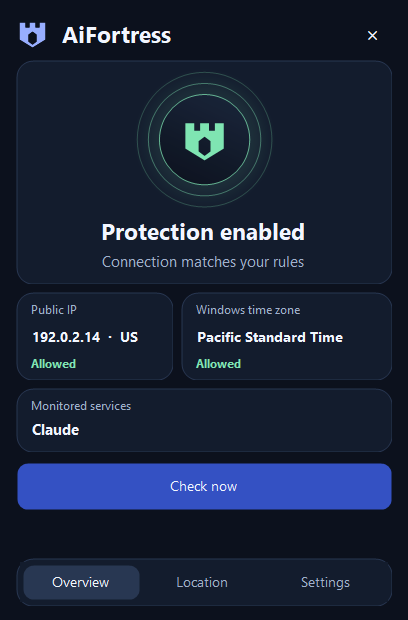 AiFortress
×
Protection enabled
Connection matches your rules
Public IP
192.0.2.14 · US
Allowed
Windows time zone
Pacific Standard Time
Allowed
Monitored services
Claude
Check now
Overview
Location
Settings